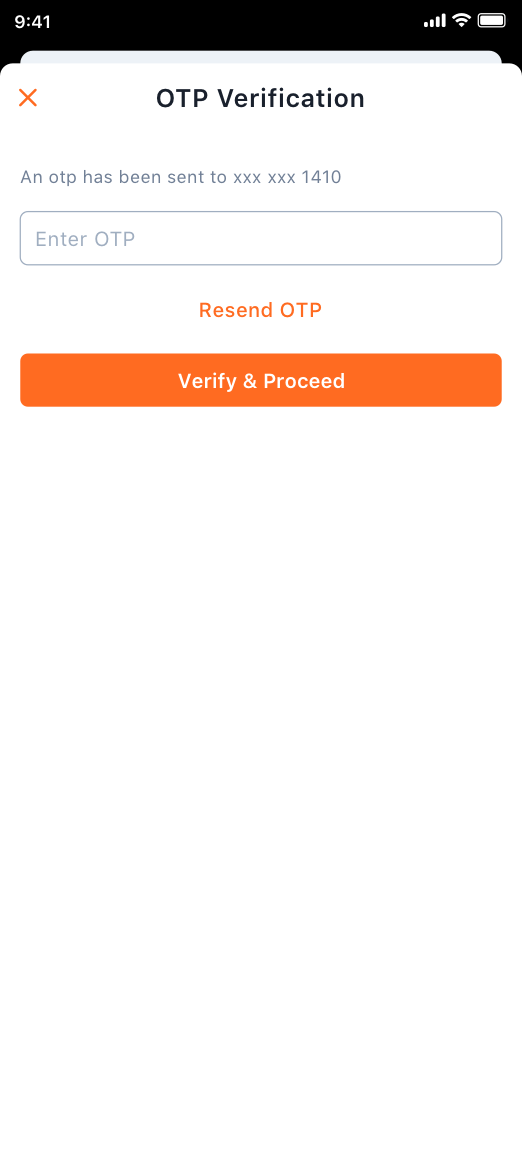 9:41
OTP Verification
An otp has been sent to xxx xxx 1410
Enter OTP
Resend OTP
Verify & Proceed